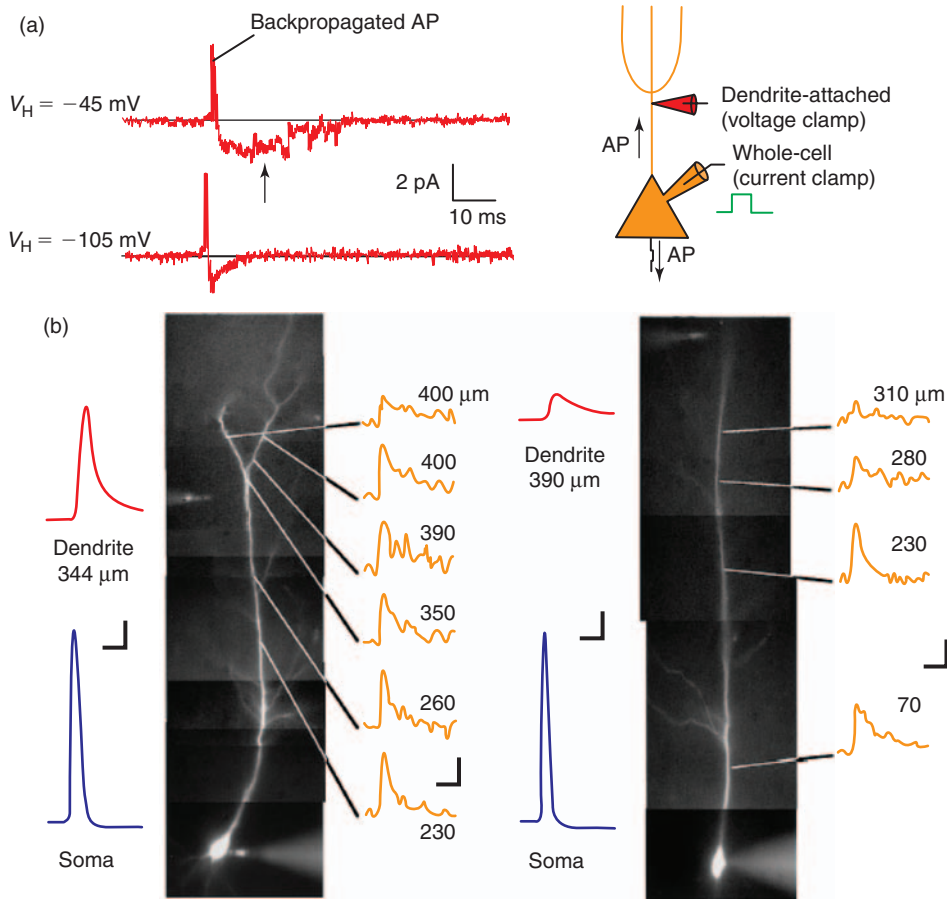 (a)
Backpropagated AP
V_H = −45 mV
2 pA
10 ms
V_H = −105 mV
AP
Dendrite-attached
(voltage clamp)
Whole-cell
(current clamp)
AP
(b)
Dendrite
344 μm
Soma
400 μm
400
390
350
260
230
Dendrite
390 μm
Soma
310 μm
280
230
70